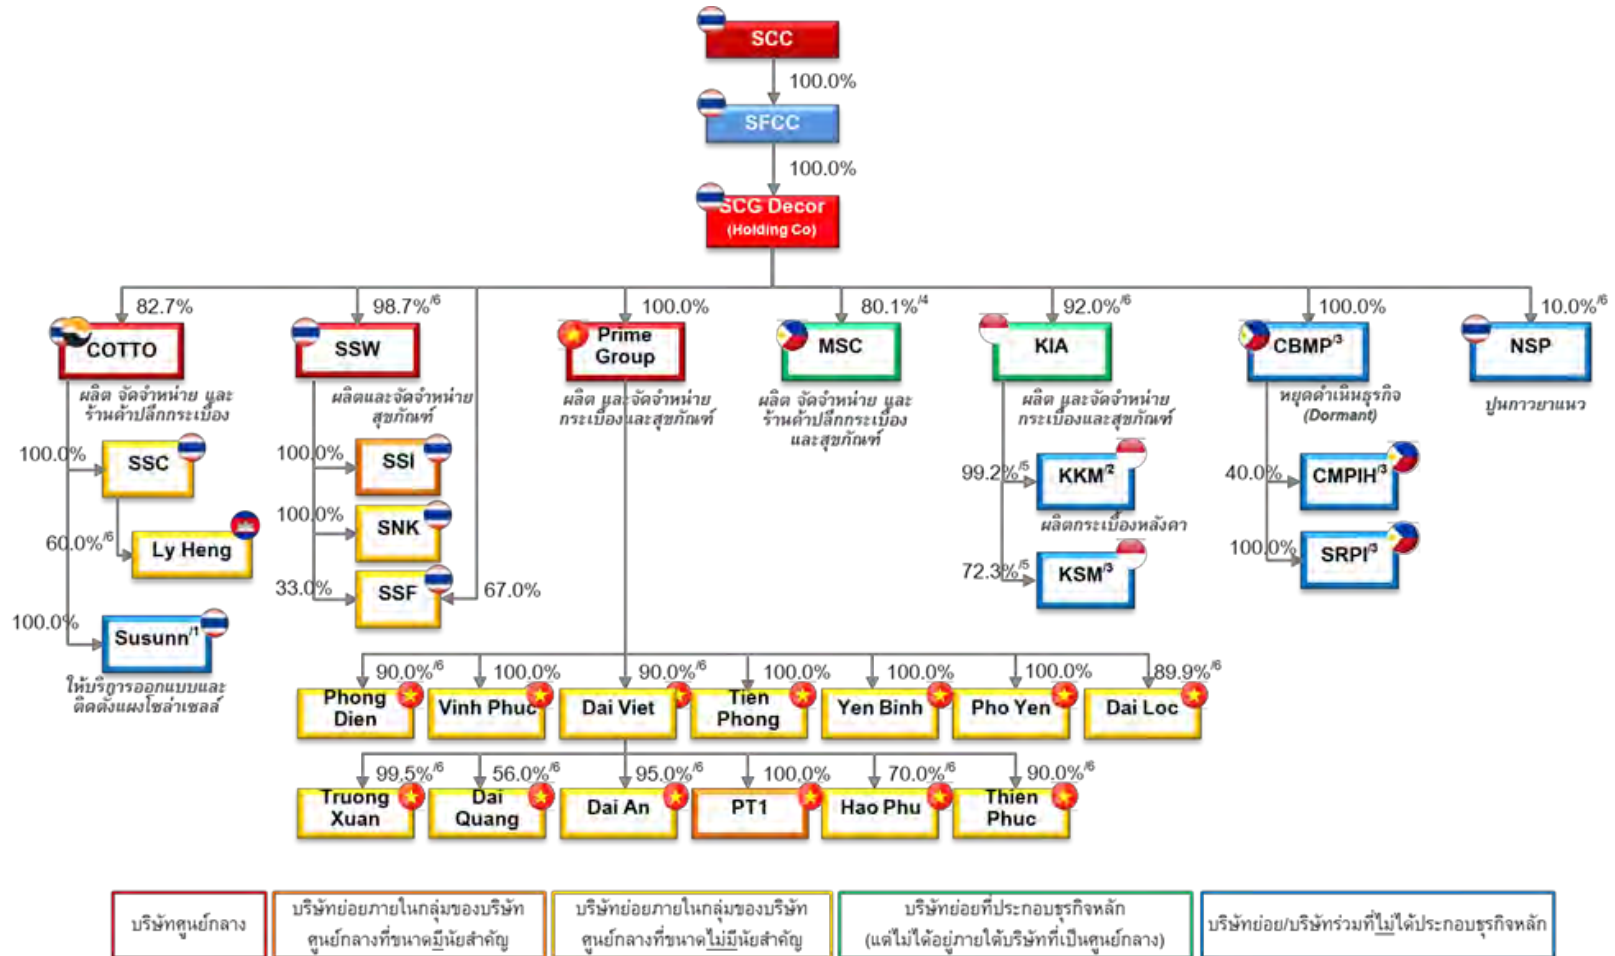 SCC
100.0%
SFCC
100.0%
SCG Decor
(Holding Co)
82.7%
98.7%/6
100.0%
80.1%/4
92.0%/6
100.0%
10.0%/6
COTTO
SSW
Prime
Group
MSC
KIA
CBMP/3
NSP
ผลิต จัดจำหน่าย และ
ร้านค้าปลีกกระเบื้อง
ผลิตและจัดจำหน่าย
สุขภัณฑ์
ผลิต และจัดจำหน่าย
กระเบื้องและสุขภัณฑ์
ผลิต จัดจำหน่าย และ
ร้านค้าปลีกกระเบื้อง
และสุขภัณฑ์
ผลิต และจัดจำหน่าย
กระเบื้องและสุขภัณฑ์
หยุดดำเนินธุรกิจ
(Dormant)
ปูนกาวยาแนว
100.0%
SSC
60.0%/6
Ly Heng
100.0%
Susunn/1
ให้บริการออกแบบและ
ติดตั้งแผงโซล่าเซลล์
100.0%
SSI
100.0%
SNK
33.0%
SSF
67.0%
99.2%/5
KKM/2
ผลิตกระเบื้องหลังคา
72.3%/5
KSM/3
40.0%
CMPIH/3
100.0%
SRPI/3
90.0%/6
100.0%
90.0%/6
100.0%
100.0%
100.0%
89.9%/6
Phong
Dien
Vinh Phuc
Dai Viet
Tien
Phong
Yen Binh
Pho Yen
Dai Loc
99.5%/6
56.0%/6
95.0%/6
100.0%
70.0%/6
90.0%/6
Truong
Xuan
Dai
Quang
Dai An
PT1
Hao Phu
Thien
Phuc
บริษัทศูนย์กลาง
บริษัทย่อยภายในกลุ่มของบริษัท
ศูนย์กลางที่ขนาดมีนัยสำคัญ
บริษัทย่อยภายในกลุ่มของบริษัท
ศูนย์กลางที่ขนาดไม่มีนัยสำคัญ
บริษัทย่อยที่ประกอบธุรกิจหลัก
(แต่ไม่ได้อยู่ภายใต้บริษัทที่เป็นศูนย์กลาง)
บริษัทย่อย/บริษัทร่วมที่ไม่ได้ประกอบธุรกิจหลัก